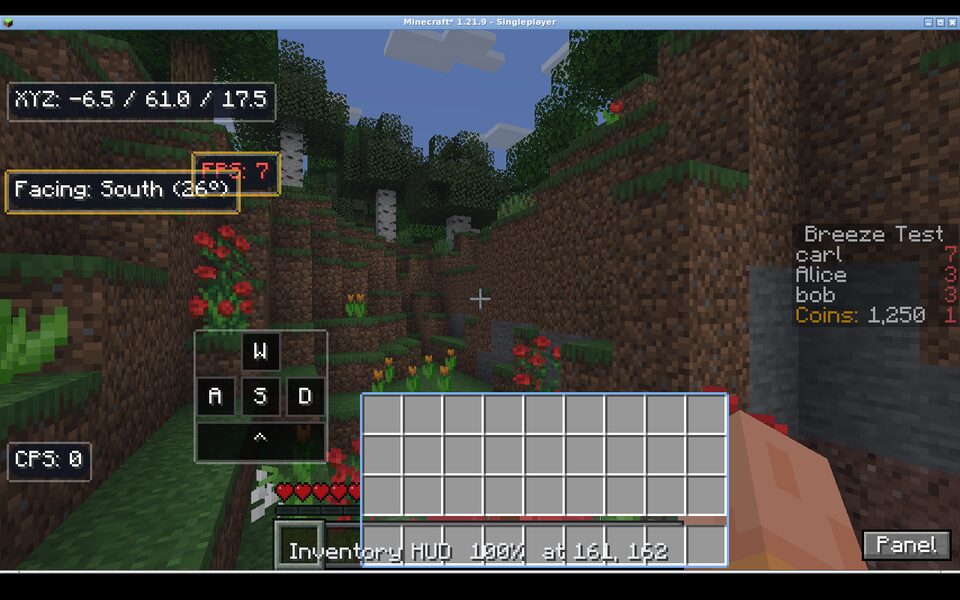 Minecraft* 1.21.9 - Singleplayer
XYZ: -6.5 / 61.0 / 17.5
FPS: 7
Facing: South (26°)
Breeze Test
carl 7
Alice 3
bob 3
Coins: 1,250 1
W
A S D
^
CPS: 0
Inventory HUD 100% at 161, 162
Panel